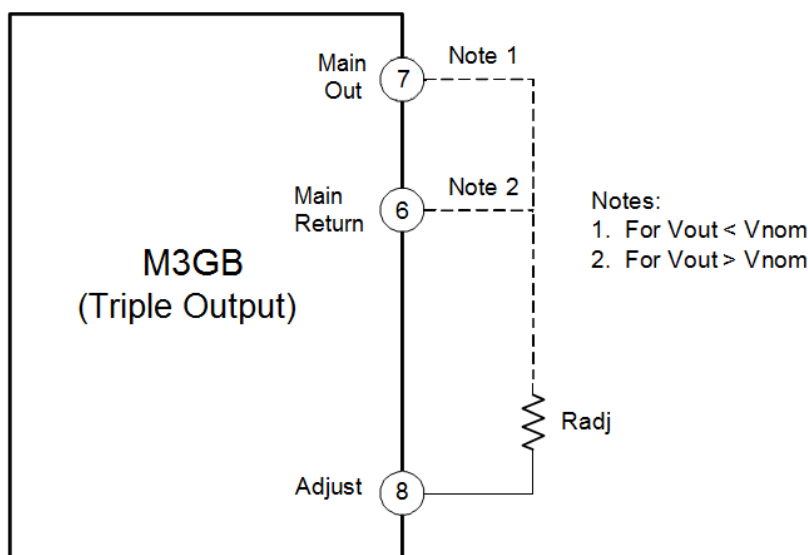 Main
Out
7
Note 1
Main
Return
6
Note 2
Notes:
1. For Vout < Vnom
2. For Vout > Vnom
M3GB
(Triple Output)
Radj
Adjust
8